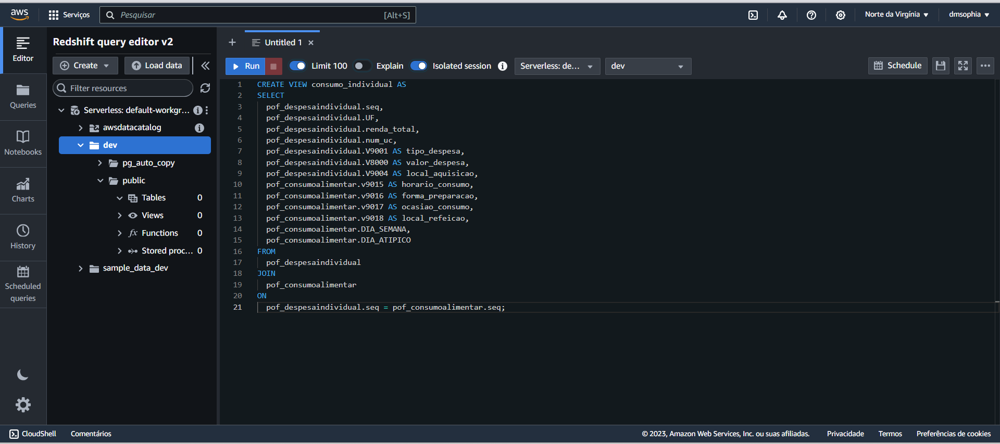 aws
Serviços
Pesquisar
[Alt+S]
Norte da Virgínia
dmsophia
Editor
Queries
Notebooks
Charts
History
Scheduled
queries
Redshift query editor v2
Create
Load data
Filter resources
Serverless: default-workgr...
awsdatacatalog
dev
pg_auto_copy
public
Tables 0
Views 0
fx Functions 0
Stored proc... 0
sample_data_dev
Untitled 1
Run
Limit 100
Explain
Isolated session
Serverless: de...
dev
Schedule
1 CREATE VIEW consumo_individual AS
2 SELECT
3 pof_despesaindividual.seq,
4 pof_despesaindividual.UF,
5 pof_despesaindividual.renda_total,
6 pof_despesaindividual.num_uc,
7 pof_despesaindividual.V9001 AS tipo_despesa,
8 pof_despesaindividual.V8000 AS valor_despesa,
9 pof_despesaindividual.V9004 AS local_aquisicao,
10 pof_consumoalimentar.v9015 AS horario_consumo,
11 pof_consumoalimentar.v9016 AS forma_preparacao,
12 pof_consumoalimentar.v9017 AS ocasiao_consumo,
13 pof_consumoalimentar.v9018 AS local_refeicao,
14 pof_consumoalimentar.DIA_SEMANA,
15 pof_consumoalimentar.DIA_ATIPICO
16 FROM
17 pof_despesaindividual
18 JOIN
19 pof_consumoalimentar
20 ON
21 pof_despesaindividual.seq = pof_consumoalimentar.seq;
CloudShell
Comentários
© 2023, Amazon Web Services, Inc. ou suas afiliadas.
Privacidade
Termos
Preferências de cookies